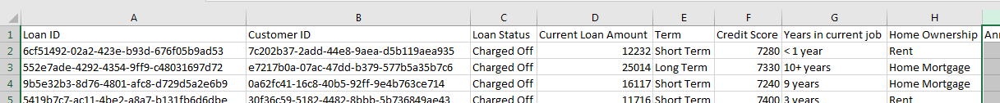 A B C D E F G H
1 Loan ID Customer ID Loan Status Current Loan Amount Term Credit Score Years in current job Home Ownership
2 6cf51492-02a2-423e-b93d-676f05b9ad53 7c202b37-2add-44e8-9aea-d5b119aea935 Charged Off 12232 Short Term 7280 < 1 year Rent
3 552e7ade-4292-4354-9ff9-c48031697d72 e7217b0a-07ac-47dd-b379-577b5a35b7c6 Charged Off 25014 Long Term 7330 10+ years Home Mortgage
4 9b5e32b3-8d76-4801-afc8-d729d5a2e6b9 0a62fc41-16c8-40b5-92ff-9e4b763ce714 Charged Off 16117 Short Term 7240 9 years Home Mortgage
5 5419b7c7-ac11-4be2-a8a7-b131fb6d6dbe 30f36c59-5182-4482-8bbb-5b736849ae43 Charged Off 11716 Short Term 7400 3 years Rent